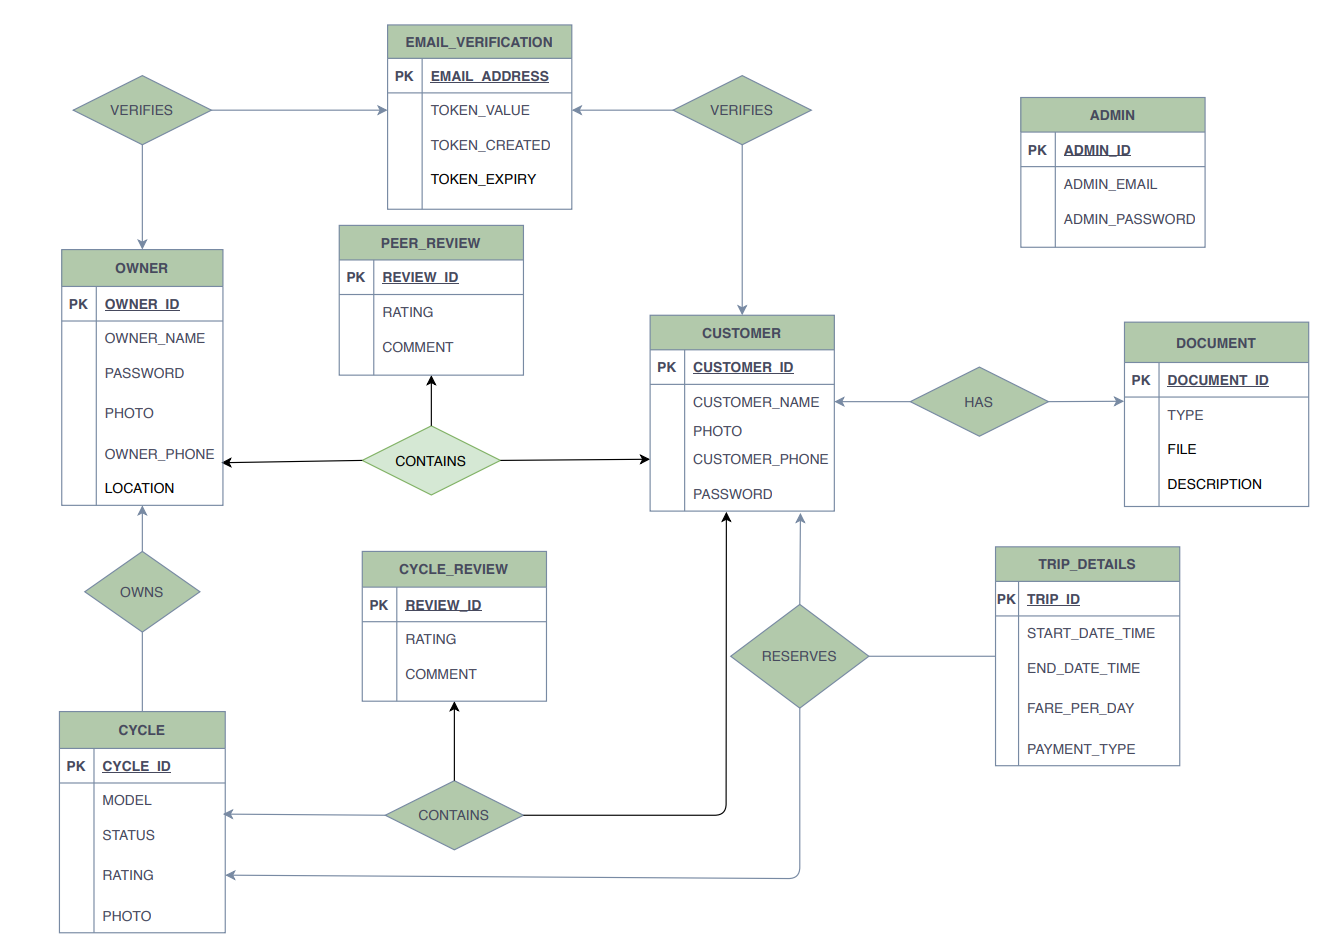 EMAIL_VERIFICATION
PK EMAIL_ADDRESS
TOKEN_VALUE
TOKEN_CREATED
TOKEN_EXPIRY
VERIFIES
VERIFIES
ADMIN
PK ADMIN_ID
ADMIN_EMAIL
ADMIN_PASSWORD
OWNER
PK OWNER_ID
OWNER_NAME
PASSWORD
PHOTO
OWNER_PHONE
LOCATION
PEER_REVIEW
PK REVIEW_ID
RATING
COMMENT
CONTAINS
CUSTOMER
PK CUSTOMER_ID
CUSTOMER_NAME
PHOTO
CUSTOMER_PHONE
PASSWORD
HAS
DOCUMENT
PK DOCUMENT_ID
TYPE
FILE
DESCRIPTION
OWNS
CYCLE_REVIEW
PK REVIEW_ID
RATING
COMMENT
RESERVES
TRIP_DETAILS
PK TRIP_ID
START_DATE_TIME
END_DATE_TIME
FARE_PER_DAY
PAYMENT_TYPE
CYCLE
PK CYCLE_ID
MODEL
STATUS
RATING
PHOTO
CONTAINS